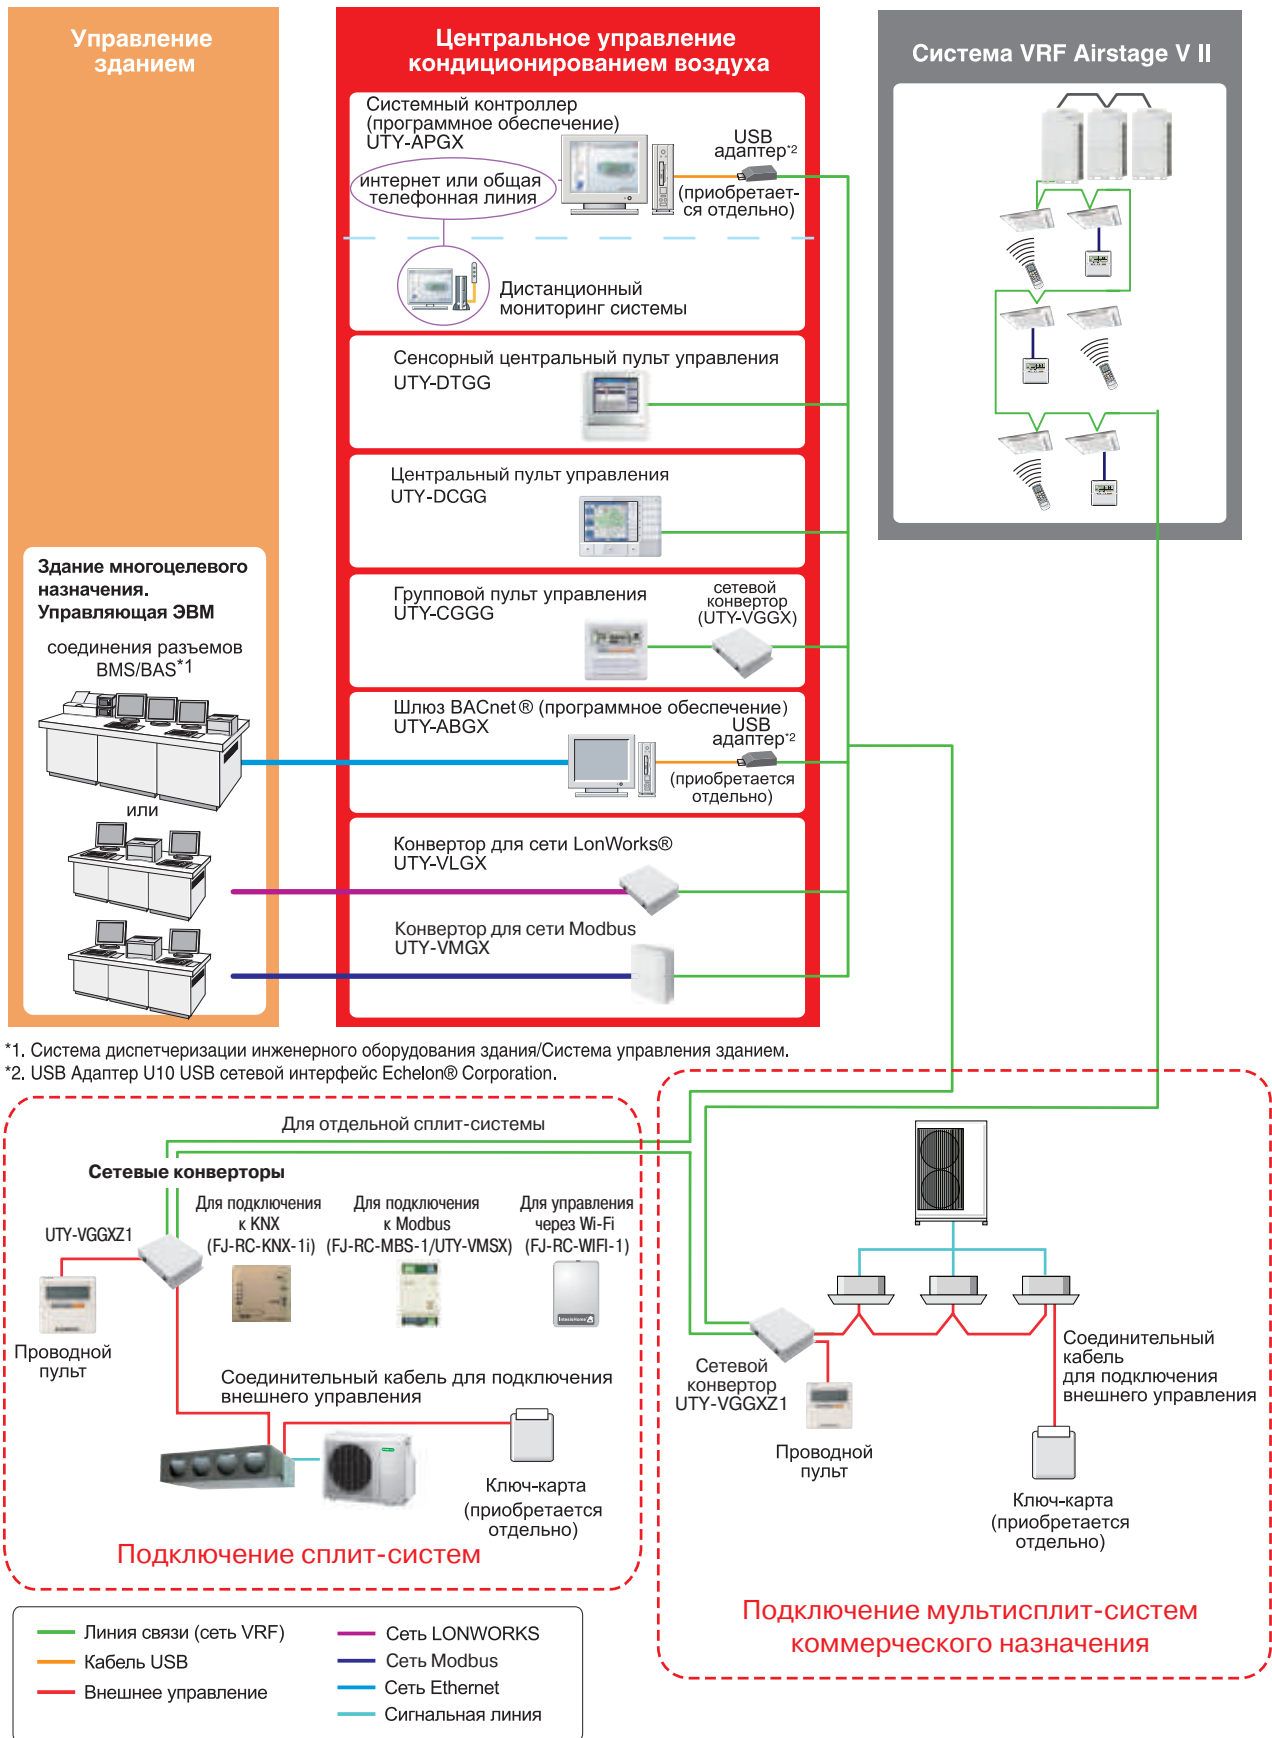 Управление
зданием
Здание многоцелевого
назначения.
Управляющая ЭВМ
соединения разъемов
BMS/BAS*1
или
Центральное управление
кондиционированием воздуха
Системный контроллер
(программное обеспечение)
UTY-APGX
интернет или общая
телефонная линия
USB
адаптер*2
(приобретает-
ся отдельно)
Дистанционный
мониторинг системы
Сенсорный центральный пульт управления
UTY-DTGG
Центральный пульт управления
UTY-DCGG
Групповой пульт управления
UTY-CGGG
сетевой
конвертор
(UTY-VGGX)
Шлюз BACnet® (программное обеспечение)
UTY-ABGX
USB
адаптер*2
(приобретается
отдельно)
Конвертор для сети LonWorks®
UTY-VLGX
Конвертор для сети Modbus
UTY-VMGX
Система VRF Airstage V II
*1. Система диспетчеризации инженерного оборудования здания/Система управления зданием.
*2. USB Адаптер U10 USB сетевой интерфейс Echelon® Corporation.
Для отдельной сплит-системы
Сетевые конверторы
UTY-VGGXZ1
Для подключения
к KNX
(FJ-RC-KNX-1i)
Для подключения
к Modbus
(FJ-RC-MBS-1/UTY-VMSX)
Для управления
через Wi-Fi
(FJ-RC-WIFI-1)
IntesisHome
Проводной
пульт
Соединительный кабель для подключения
внешнего управления
Ключ-карта
(приобретается
отдельно)
Подключение сплит-систем
Сетевой
конвертор
UTY-VGGXZ1
Проводной
пульт
Соединительный
кабель
для подключения
внешнего управления
Ключ-карта
(приобретается
отдельно)
Подключение мультисплит-систем
коммерческого назначения
Линия связи (сеть VRF)
Кабель USB
Внешнее управление
Сеть LONWORKS
Сеть Modbus
Сеть Ethernet
Сигнальная линия